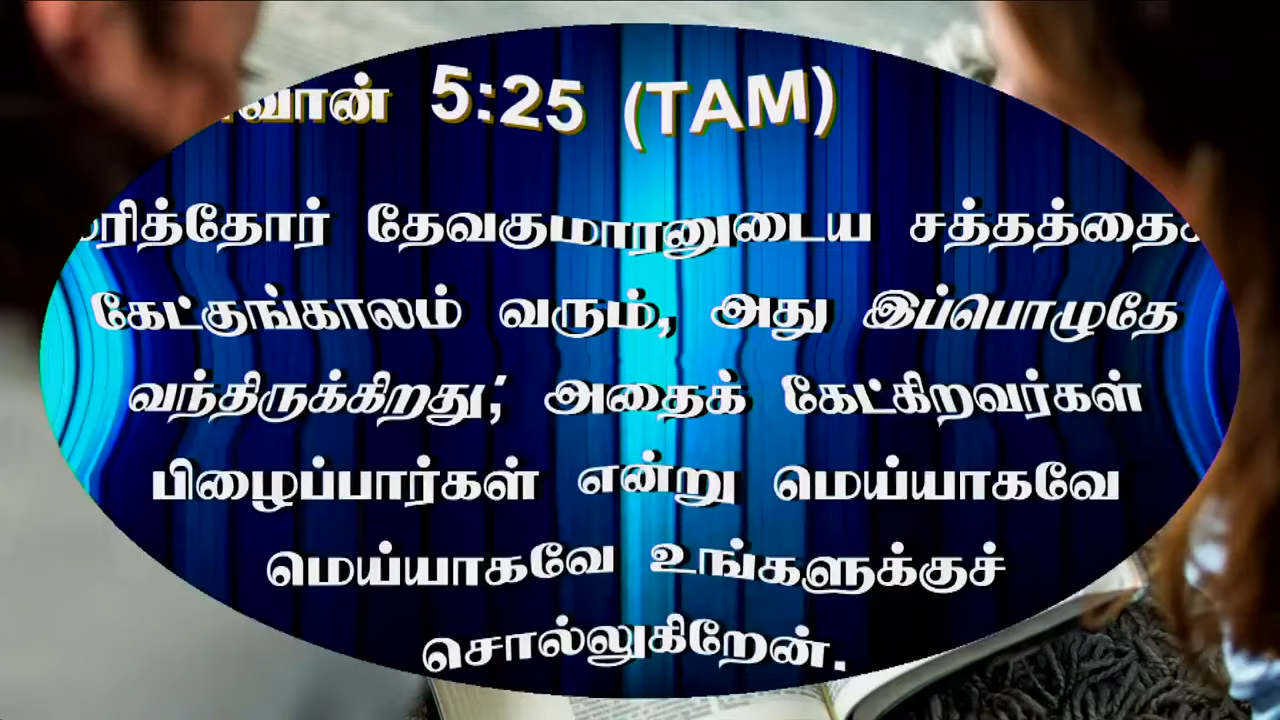 5:25 (TAM)
தேவகுமாரனுடைய
கேட்குங்காலம் வரும், அது இப்பொழுதே
வந்திருக்கிறது; அதைக் கேட்கிறவர்கள்
பிழைப்பார்கள் என்று மெய்யாகவே
மெய்யாகவே உங்களுக்குச்
சொல்லுகிறேன்.